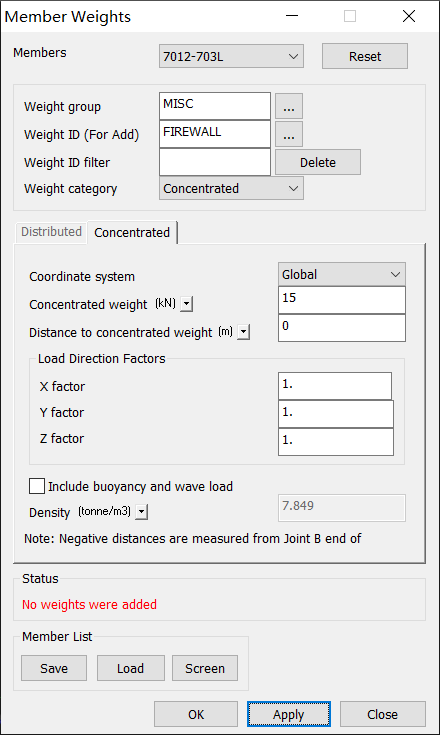 Member Weights
Members 7012-703L Reset
Weight group MISC ...
Weight ID (For Add) FIREWALL ...
Weight ID filter Delete
Weight category Concentrated
Distributed Concentrated
Coordinate system Global
Concentrated weight (kN) 15
Distance to concentrated weight (m) 0
Load Direction Factors
X factor 1.
Y factor 1.
Z factor 1.
Include buoyancy and wave load
Density (tonne/m3) 7.849
Note: Negative distances are measured from Joint B end of
Status
No weights were added
Member List
Save Load Screen
OK Apply Close